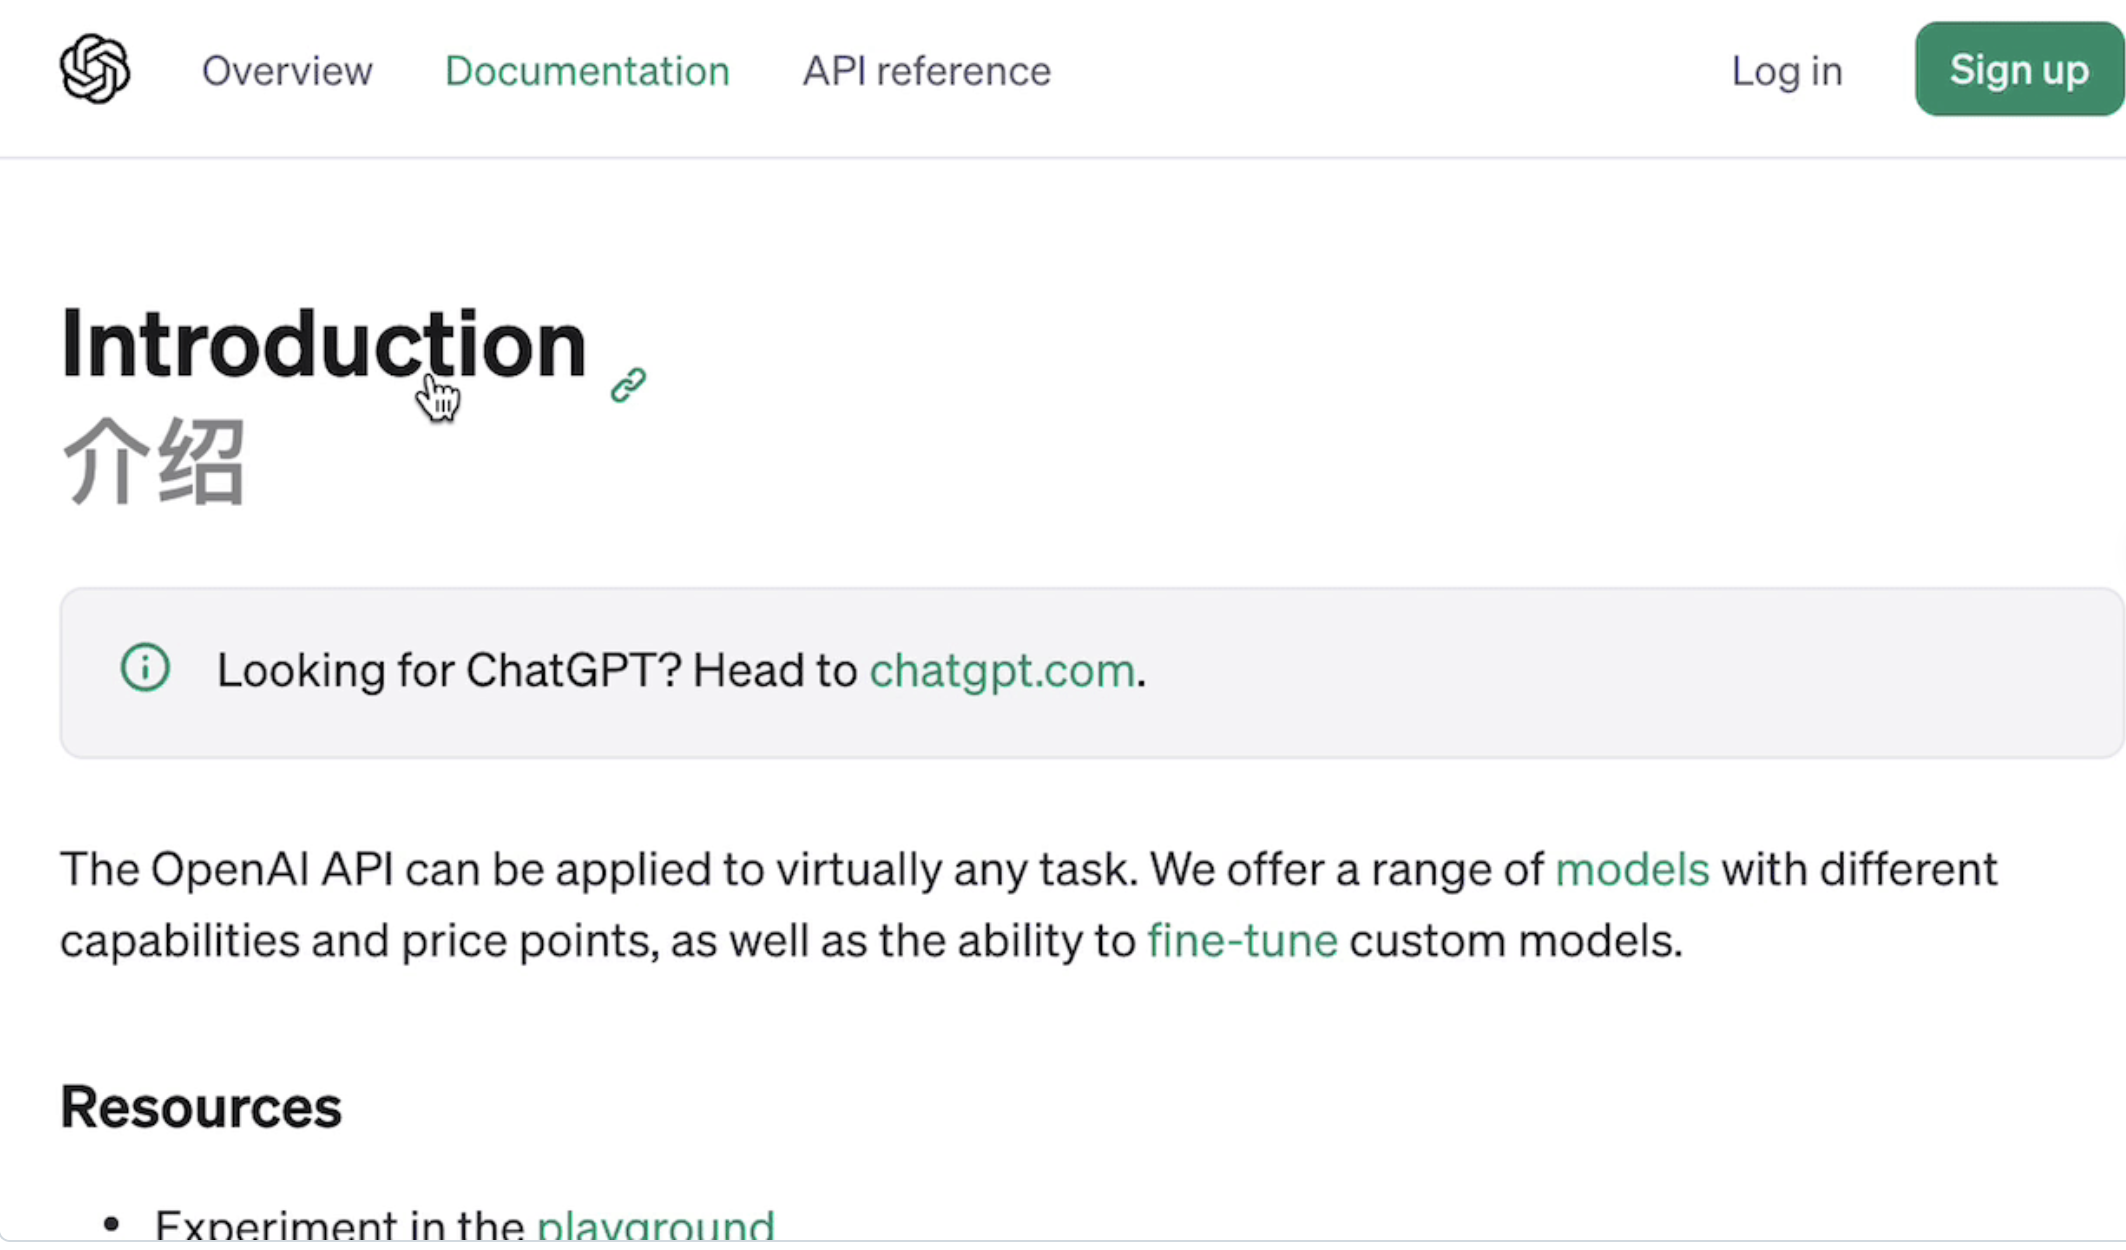 Overview Documentation API reference Log in Sign up
Introduction
介绍
Looking for ChatGPT? Head to chatgpt.com.
The OpenAI API can be applied to virtually any task. We offer a range of models with different
capabilities and price points, as well as the ability to fine-tune custom models.
Resources
• Experiment in the playground